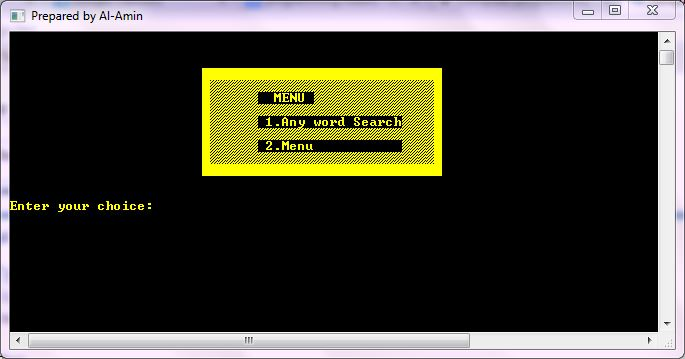 Prepared by Al-Amin
MENU
1.Any word Search
2.Menu
Enter your choice: